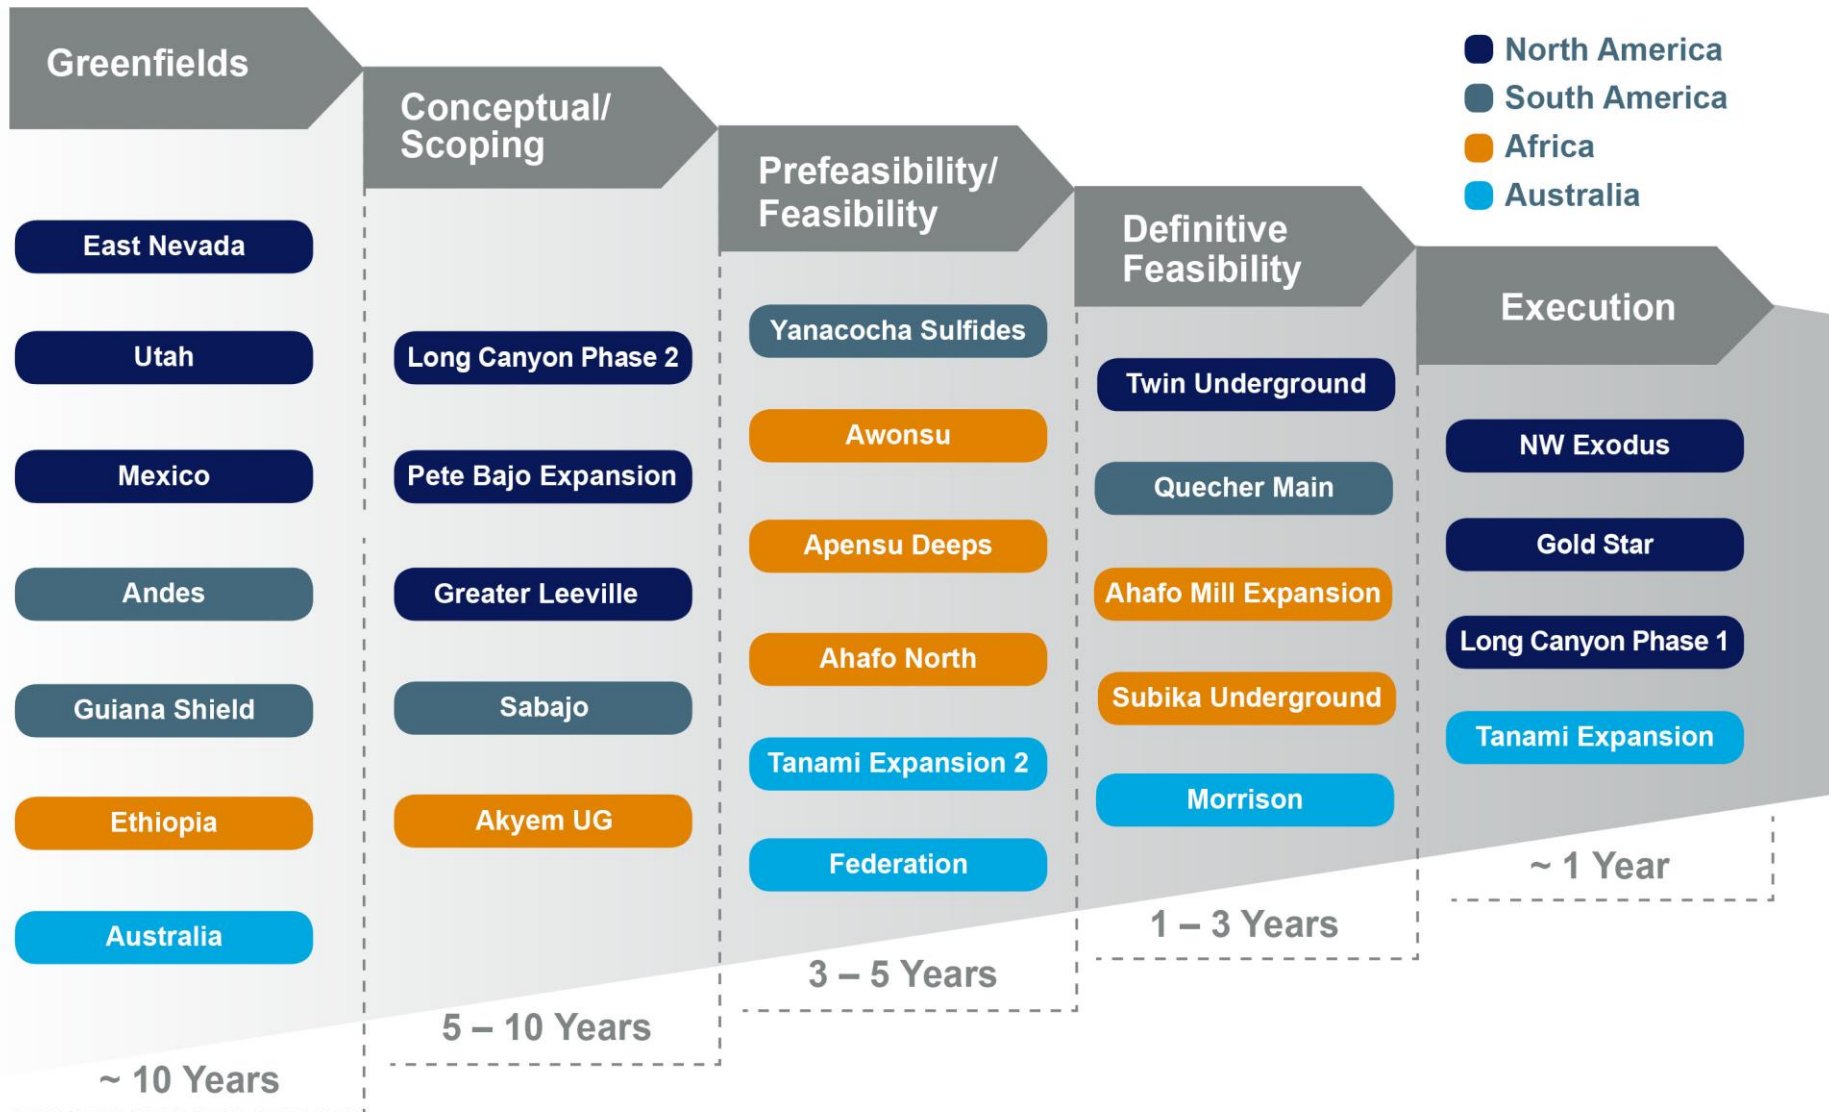 Greenfields
Conceptual/
Scoping
Prefeasibility/
Feasibility
Definitive
Feasibility
Execution
North America
South America
Africa
Australia
East Nevada
Utah
Mexico
Andes
Guiana Shield
Ethiopia
Australia
~ 10 Years
Long Canyon Phase 2
Pete Bajo Expansion
Greater Leeville
Sabajo
Akyem UG
5 – 10 Years
Yanacocha Sulfides
Awonsu
Apensu Deeps
Ahafo North
Tanami Expansion 2
Federation
3 – 5 Years
Twin Underground
Quecher Main
Ahafo Mill Expansion
Subika Underground
Morrison
1 – 3 Years
NW Exodus
Gold Star
Long Canyon Phase 1
Tanami Expansion
~ 1 Year